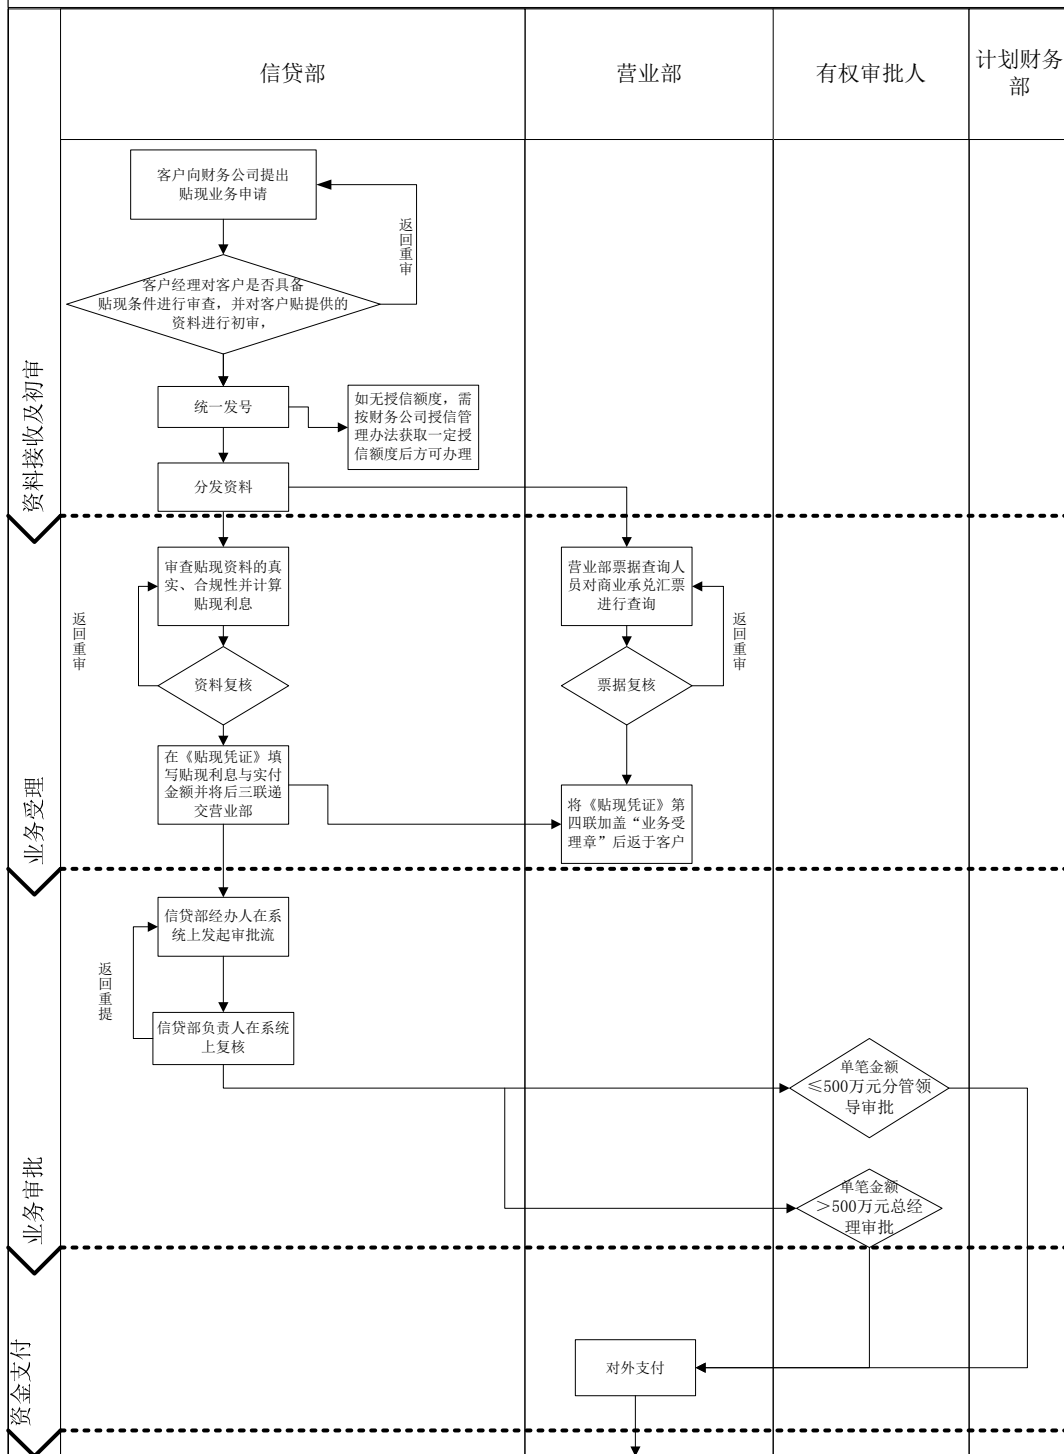 信贷部
营业部
有权审批人
计划财务
部
资料接收及初审
客户向财务公司提出
贴现业务申请
返回重审
客户经理对客户是否具备
贴现条件进行审查，并对客户贴提供的
资料进行初审，
统一发号
如无授信额度，需
按财务公司授信管
理办法获取一定授
信额度后方可办理
分发资料
业务受理
审查贴现资料的真
实、合规性并计算
贴现利息
返回重审
资料复核
营业部票据查询人
员对商业承兑汇票
进行查询
返回重审
票据复核
在《贴现凭证》填
写贴现利息与实付
金额并将后三联递
交营业部
将《贴现凭证》第
四联加盖“业务受
理章”后返于客户
业务审批
信贷部经办人在系
统上发起审批流
返回重提
信贷部负责人在系统
上复核
单笔金额
≤500万元分管领
导审批
单笔金额
＞500万元总经
理审批
资金支付
对外支付